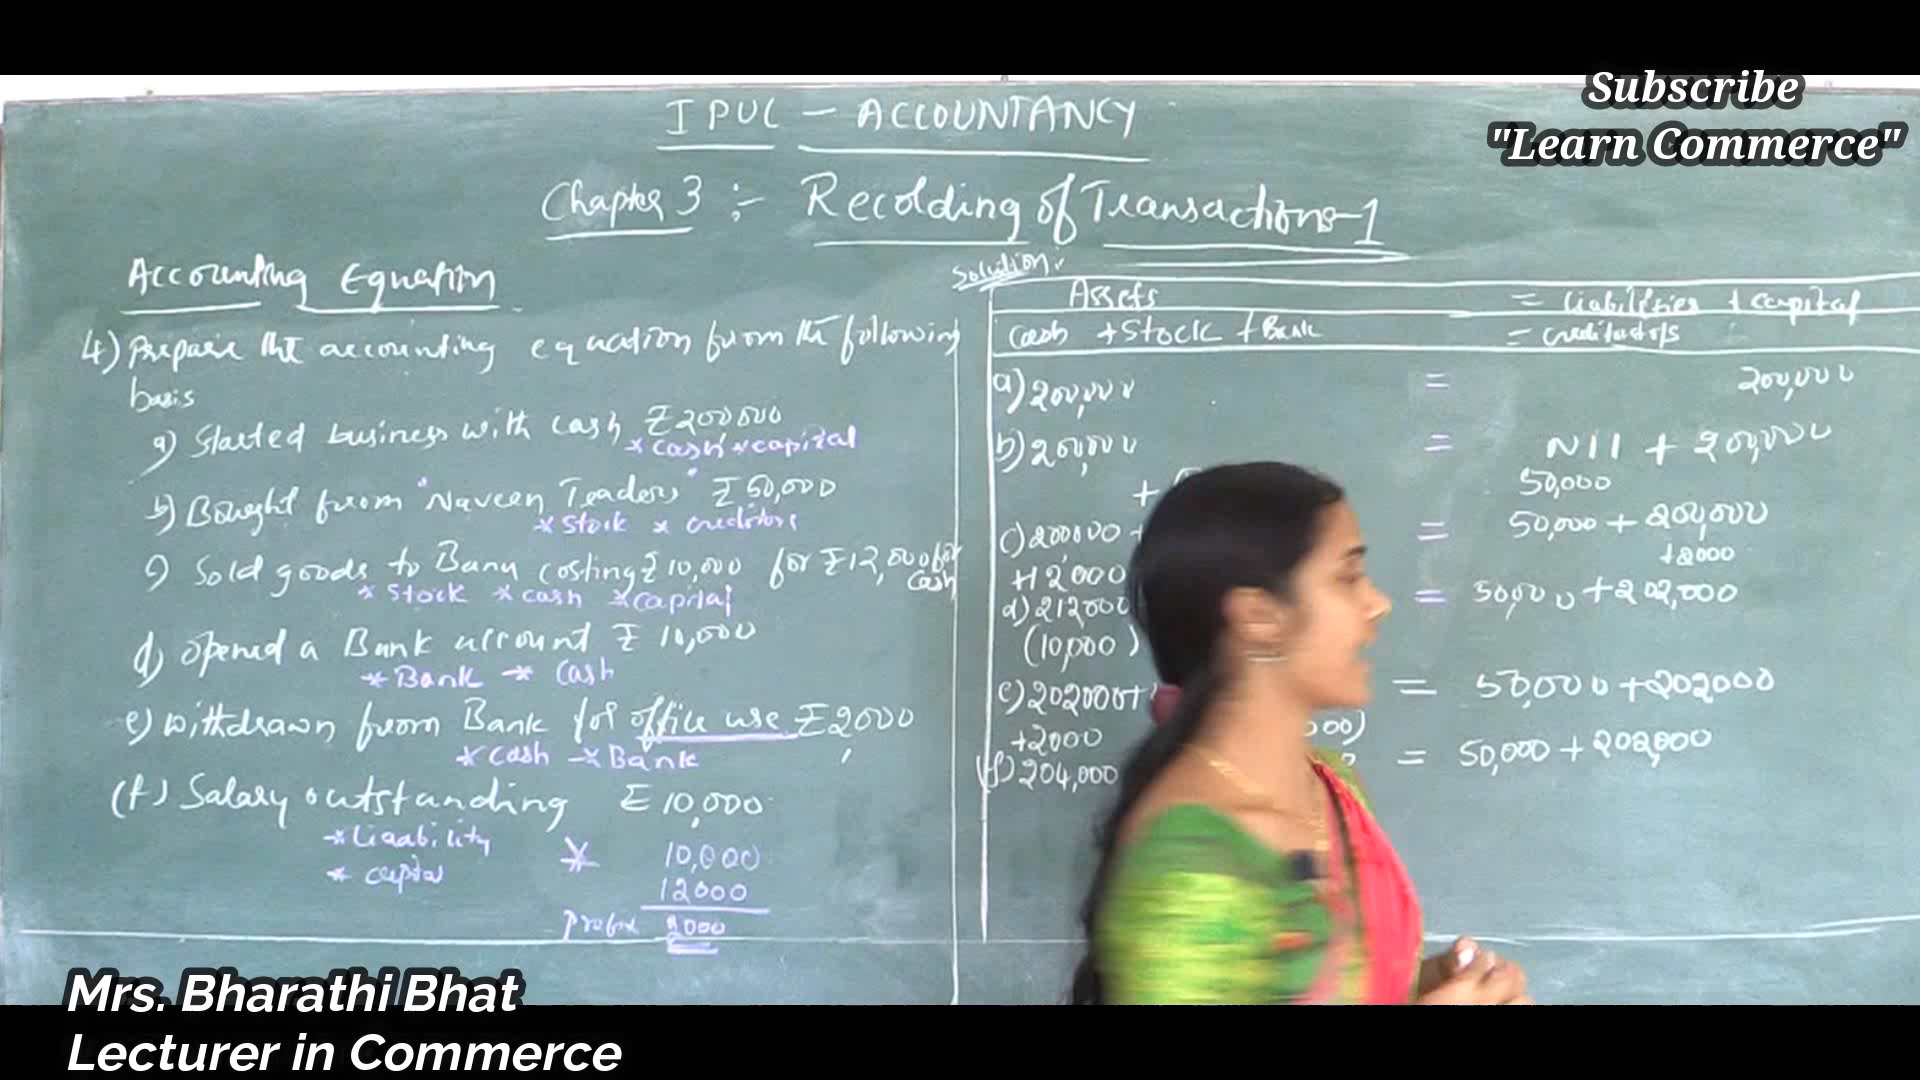 Subscribe
"Learn Commerce"
I PUC - ACCOUNTANCY
Chapter 3 :- Recording of Transactions-1
Accounting Equation
4) Prepare the accounting equation from the following
basis
a) Started business with cash ₹200000
* cash * capital
b) Bought from "Naveen Traders" ₹50,000
* Stock * creditors
c) Sold goods to Banu costing ₹10,000 for ₹12,000 for
cash
* Stock * cash * capital
d) Opened a Bank account ₹ 10,000
* Bank * cash
e) Withdrawn from Bank for office use ₹2000
* cash * Bank
(f) Salary outstanding ₹ 10,000
* Liaability
* capital
* 10,000
12000
profit 2000
Solution :
Assets = liabilities + capital
cash + Stock + Bank = creditors
a) 200,000 = 200,000
b) 200,000 = Nil + 200,000
+ 50,000
c) 200000 + = 50,000 + 200,000
+12,000 +2000
d) 212000 = 50,000 + 202,000
(10,000)
e) 202000+ = 50,000 + 202000
+2000 000)
(f) 204,000 = 50,000 + 202,000
Mrs. Bharathi Bhat
Lecturer in Commerce